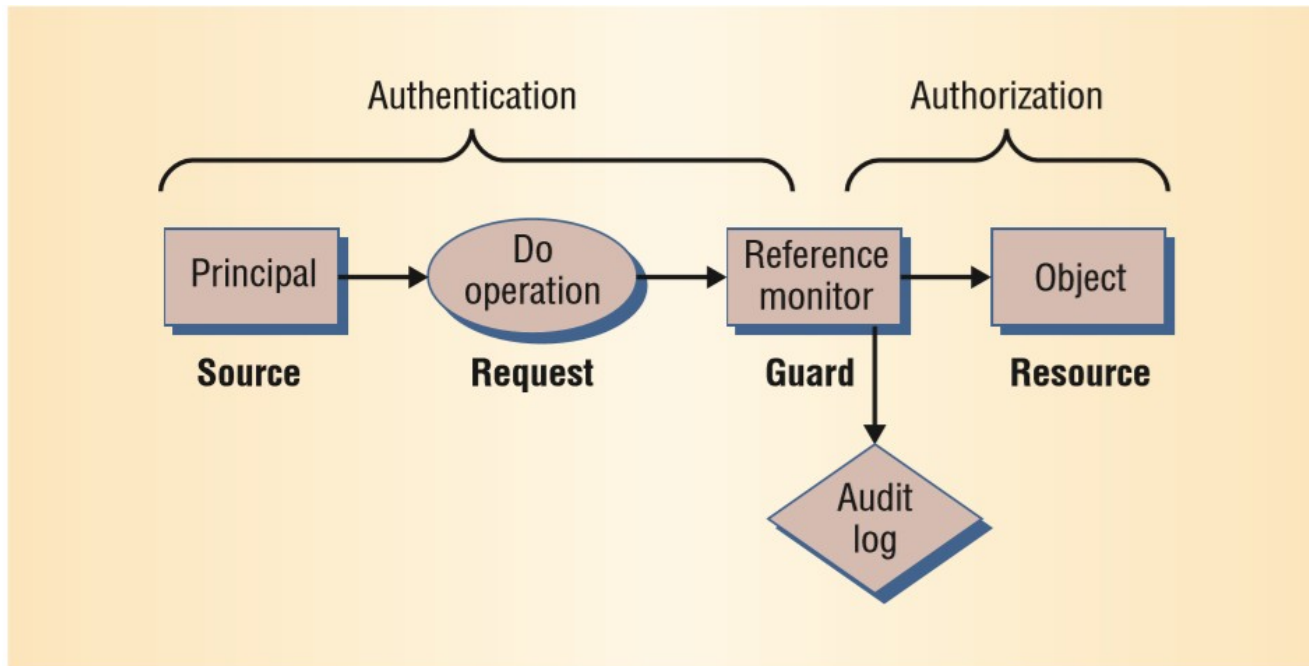 Authentication
Authorization
Principal
Do
operation
Reference
monitor
Object
Source
Request
Guard
Resource
Audit
log